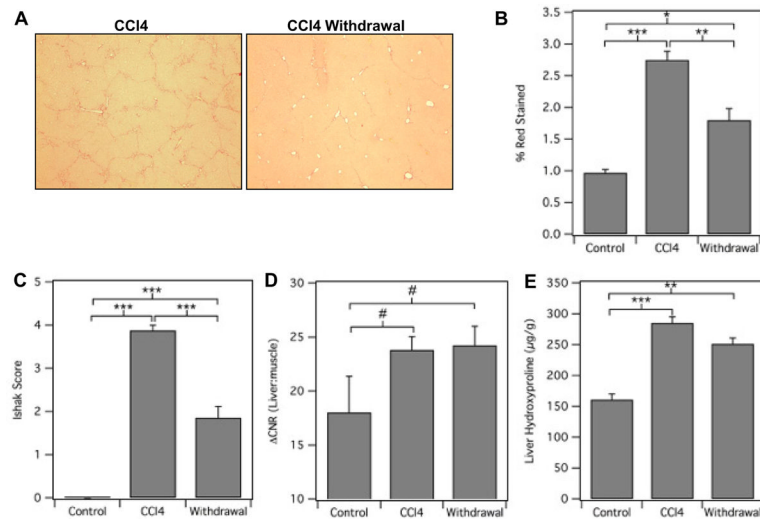 A
CCl4
CCl4 Withdrawal
B
% Red Stained
3.5
3.0
2.5
2.0
1.5
1.0
0.5
0.0
*
*** **
Control CCl4 Withdrawal
C
Ishak Score
5
4
3
2
1
0
***
*** ***
Control CCl4 Withdrawal
D
ΔCNR (Liver:muscle)
30
25
20
15
10
#
#
Control CCl4 Withdrawal
E
Liver Hydroxyproline (µg/g)
350
300
250
200
150
100
50
0
**
***
Control CCl4 Withdrawal